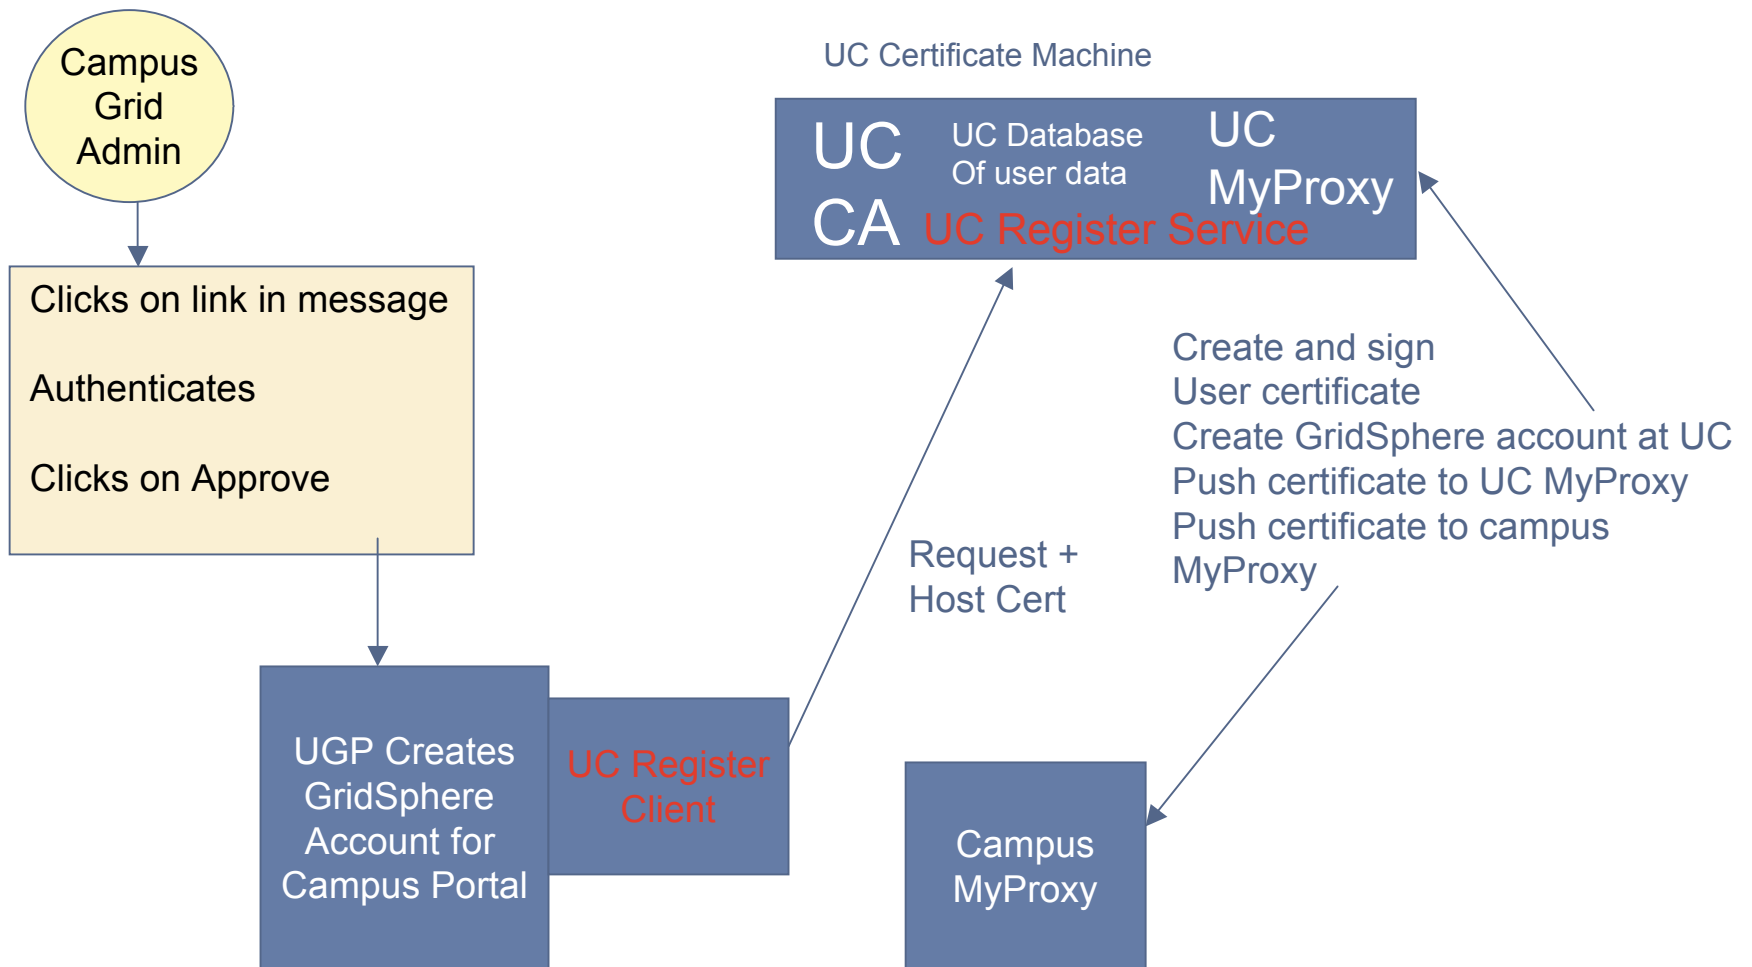 Campus
Grid
Admin
UC Certificate Machine
UC
CA
UC Database
Of user data
UC
MyProxy
UC Register Service
Clicks on link in message
Authenticates
Clicks on Approve
Create and sign
User certificate
Create GridSphere account at UC
Push certificate to UC MyProxy
Push certificate to campus
MyProxy
Request +
Host Cert
UGP Creates
GridSphere
Account for
Campus Portal
UC Register
Client
Campus
MyProxy